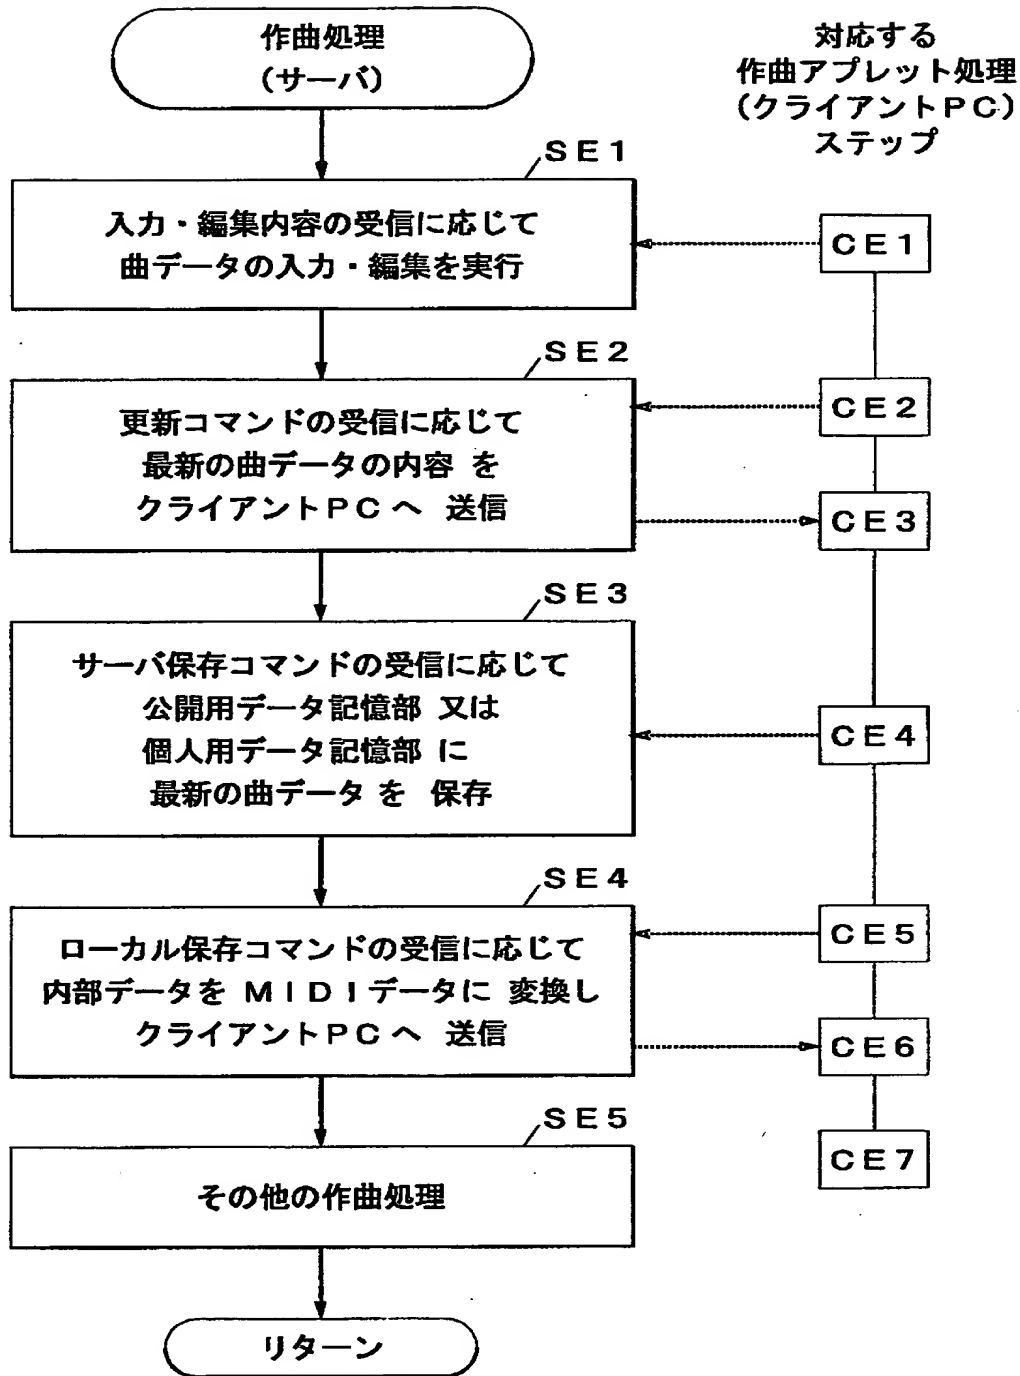 作曲処理
(サーバ)
対応する
作曲アプレット処理
(クライアントPC)
ステップ
SE1
入力・編集内容の受信に応じて
曲データの入力・編集を実行
CE1
SE2
更新コマンドの受信に応じて
最新の曲データの内容 を
クライアントPC へ 送信
CE2
CE3
SE3
サーバ保存コマンドの受信に応じて
公開用データ記憶部 又は
個人用データ記憶部 に
最新の曲データ を 保存
CE4
SE4
ローカル保存コマンドの受信に応じて
内部データを MIDIデータに 変換し
クライアントPC へ 送信
CE5
CE6
SE5
その他の作曲処理
CE7
リターン